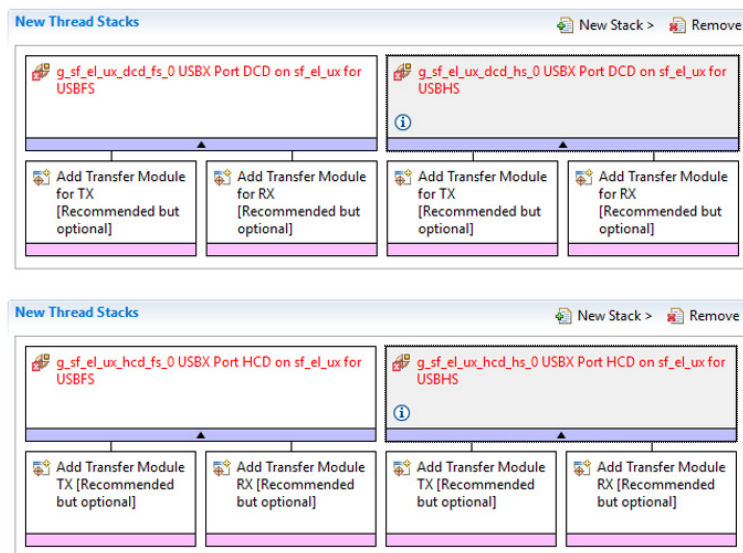 New Thread Stacks
New Stack > Remove
g_sf_el_ux_dcd_fs_0 USBX Port DCD on sf_el_ux for
USBFS
g_sf_el_ux_dcd_hs_0 USBX Port DCD on sf_el_ux for
USBHS
Add Transfer Module
for TX
[Recommended but
optional]
Add Transfer Module
for RX
[Recommended but
optional]
Add Transfer Module
for TX
[Recommended but
optional]
Add Transfer Module
for RX
[Recommended but
optional]
New Thread Stacks
New Stack > Remove
g_sf_el_ux_hcd_fs_0 USBX Port HCD on sf_el_ux for
USBFS
g_sf_el_ux_hcd_hs_0 USBX Port HCD on sf_el_ux for
USBHS
Add Transfer Module
TX [Recommended
but optional]
Add Transfer Module
RX [Recommended
but optional]
Add Transfer Module
TX [Recommended
but optional]
Add Transfer Module
RX [Recommended
but optional]